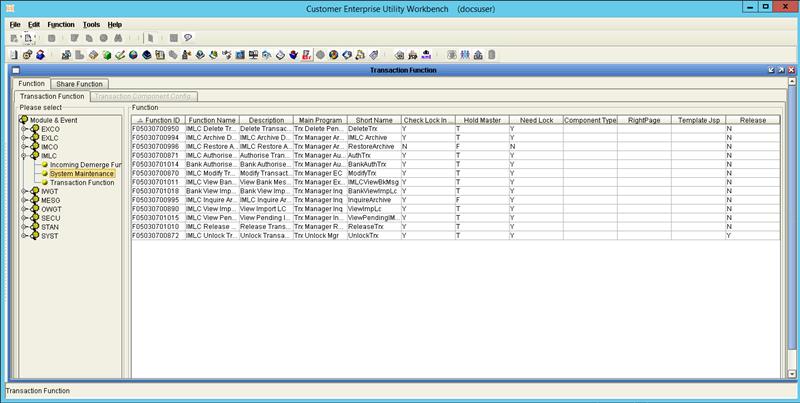 Customer Enterprise Utility Workbench (docsuser)
File Edit Function Tools Help
Transaction Function
Function Share Function
Transaction Function Transaction Component Config.
Please select
Module & Event
EXCO
EXLC
IMCO
IMLC
Incoming Demerge Fur
System Maintenance
Transaction Function
IWGT
MESG
OWGT
SECU
STAN
SYST
Function
Function ID Function Name Description Main Program Short Name Check Lock In ... Hold Master Need Lock Component Type RightPage Template Jsp Release
F05030700950 IMLC Delete Tr... Delete Transac... Trx Delete Pen... DeleteTrx Y T Y N
F05030700994 IMLC Archive D... IMLC Archive D... Trx Manager Ar... IMLC Archive Y T Y N
F05030700996 IMLC Restore A... IMLC Restore A... Trx Manager Ar... RestoreArchive N F N N
F05030700871 IMLC Authorise... Authorise Tran... Trx Manager Au... AuthTrx Y T Y N
F05030701014 Bank Authorise... Bank Authorise... Trx Manager Au... BankAuthTrx Y T Y N
F05030700870 IMLC Modify Tr... Modify Transact... Trx Manager EC ModifyTrx Y T Y N
F05030701011 IMLC View Ban... View Bank Mes... Trx Manager Ex... IMLCViewBkMsg Y T Y N
F05030701018 Bank View Imp... Bank View Imp... Trx Manager Inq BankViewImpLc Y T Y N
F05030700995 IMLC Inquire Ar... IMLC Inquire Ar... Trx Manager Inq InquireArchive Y F Y N
F05030700890 IMLC View Imp... View Import LC Trx Manager Inq ViewImpLc Y T Y N
F05030701015 IMLC View Pen... View Pending I... Trx Manager Inq ViewPendingIM... Y T Y N
F05030701010 IMLC Release ... Release Trans... Trx Manager R... ReleaseTrx Y T Y N
F05030700872 IMLC Unlock Tr... Unlock Transa... Trx Unlock Mgr UnlockTrx Y T Y Y
Transaction Function